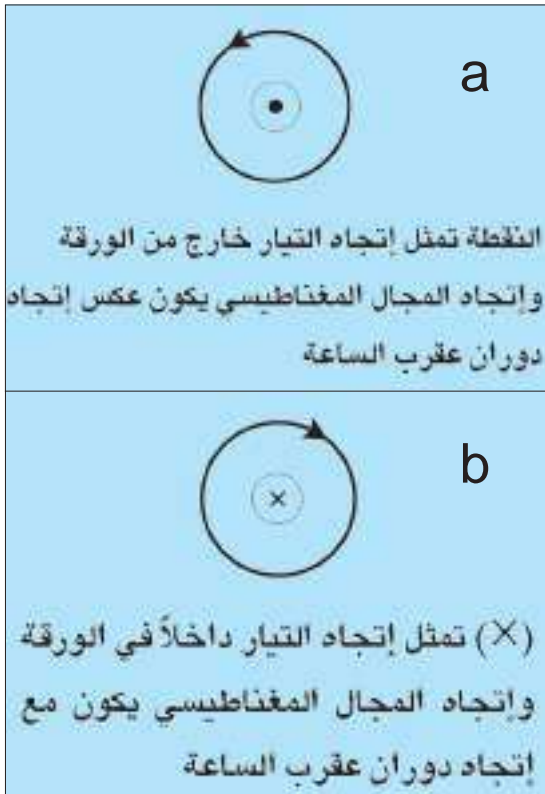 a
النقطة تمثل إتجاه التيار خارج من الورقة
وإتجاه المجال المغناطيسي يكون عكس إتجاه
دوران عقرب الساعة
b
(×) تمثل إتجاه التيار داخلاً في الورقة
وإتجاه المجال المغناطيسي يكون مع
إتجاه دوران عقرب الساعة